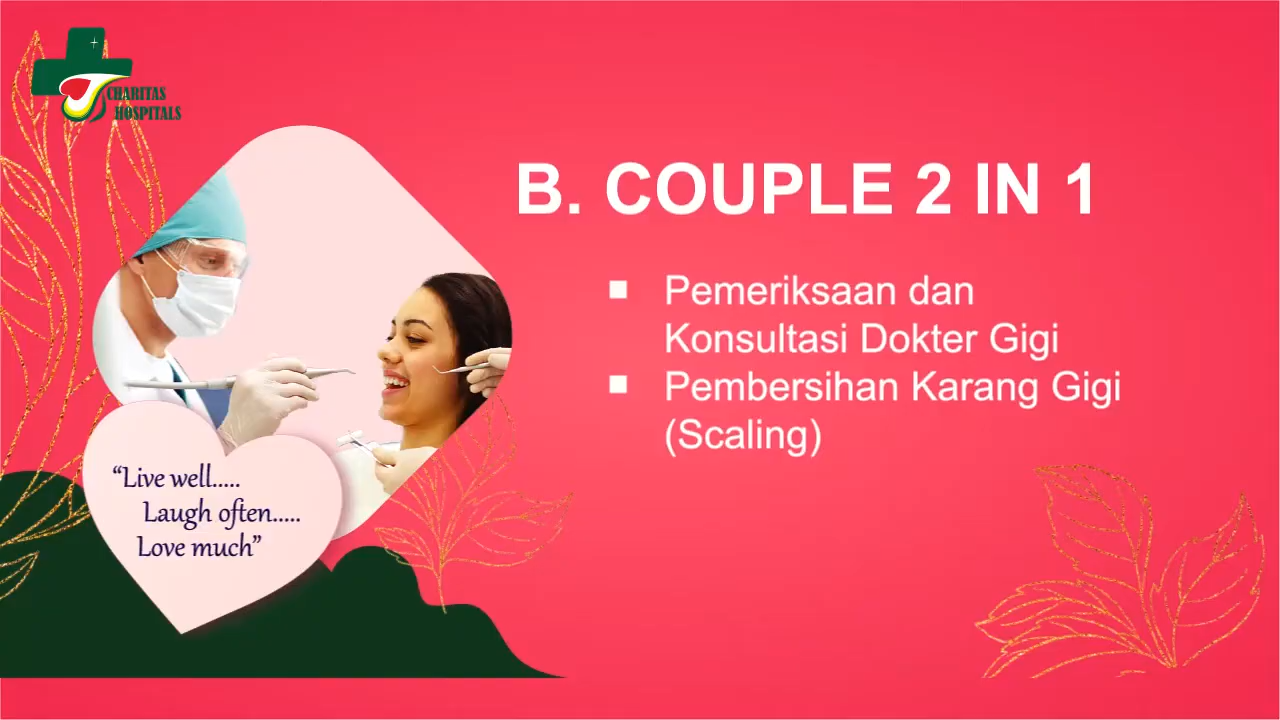 CHARITAS
HOSPITALS
B. COUPLE 2 IN 1
▪ Pemeriksaan dan
Konsultasi Dokter Gigi
▪ Pembersihan Karang Gigi
(Scaling)
“Live well.....
Laugh often.....
Love much”